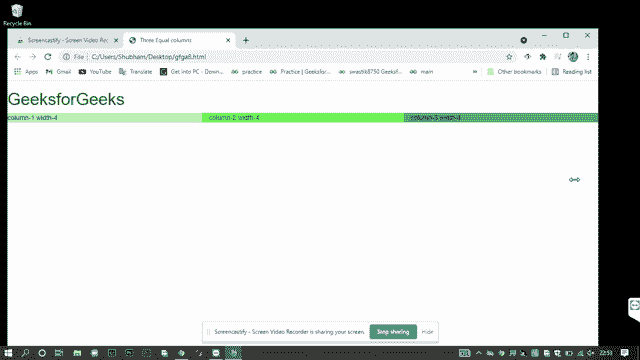 Recycle Bin
Screencastify - Screen Video Reco
Three Equal columns
File
C:/Users/Shubham/Desktop/gfga8.html
Apps
Gmail
YouTube
Translate
Get into PC - Down...
practice
Practice | Geeksfor...
swastik8750 Geeksf...
main
Other bookmarks
Reading list
GeeksforGeeks
column-1 width-4
column-2 width-4
column-3 width-4
Screencastify - Screen Video Recorder is sharing your screen.
Stop sharing
Hide
22:53